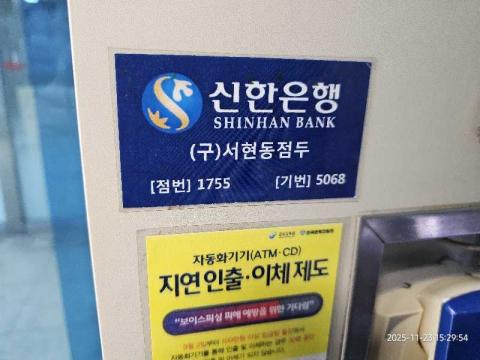 신한은행
SHINHAN BANK
(구)서현동점두
[점번] 1755 [기번] 5068
자동화기기(ATM·CD)
지연 인출·이체 제도
"보이스피싱 피해 예방을 위한 기다림"
2025-11-23 15:29:54